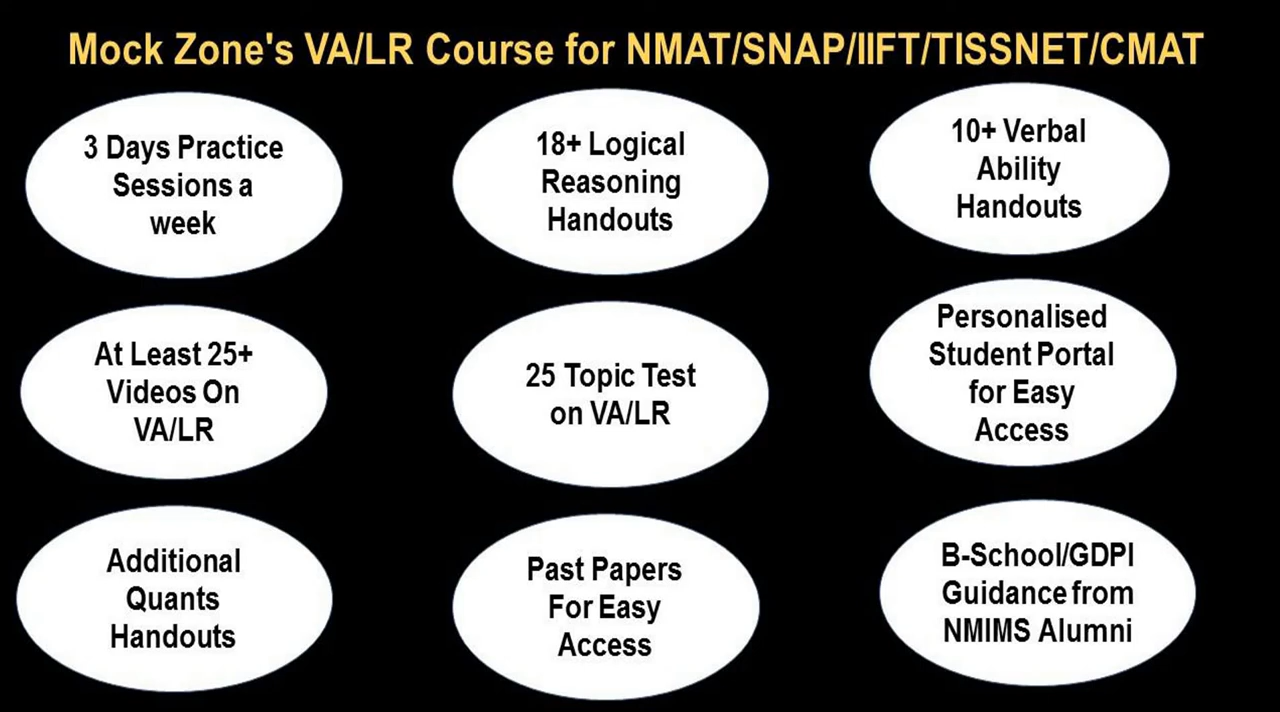 Mock Zone's VA/LR Course for NMAT/SNAP/IIFT/TISSNET/CMAT
3 Days Practice
Sessions a
week
18+ Logical
Reasoning
Handouts
10+ Verbal
Ability
Handouts
At Least 25+
Videos On
VA/LR
25 Topic Test
on VA/LR
Personalised
Student Portal
for Easy
Access
Additional
Quants
Handouts
Past Papers
For Easy
Access
B-School/GDPI
Guidance from
NMIMS Alumni